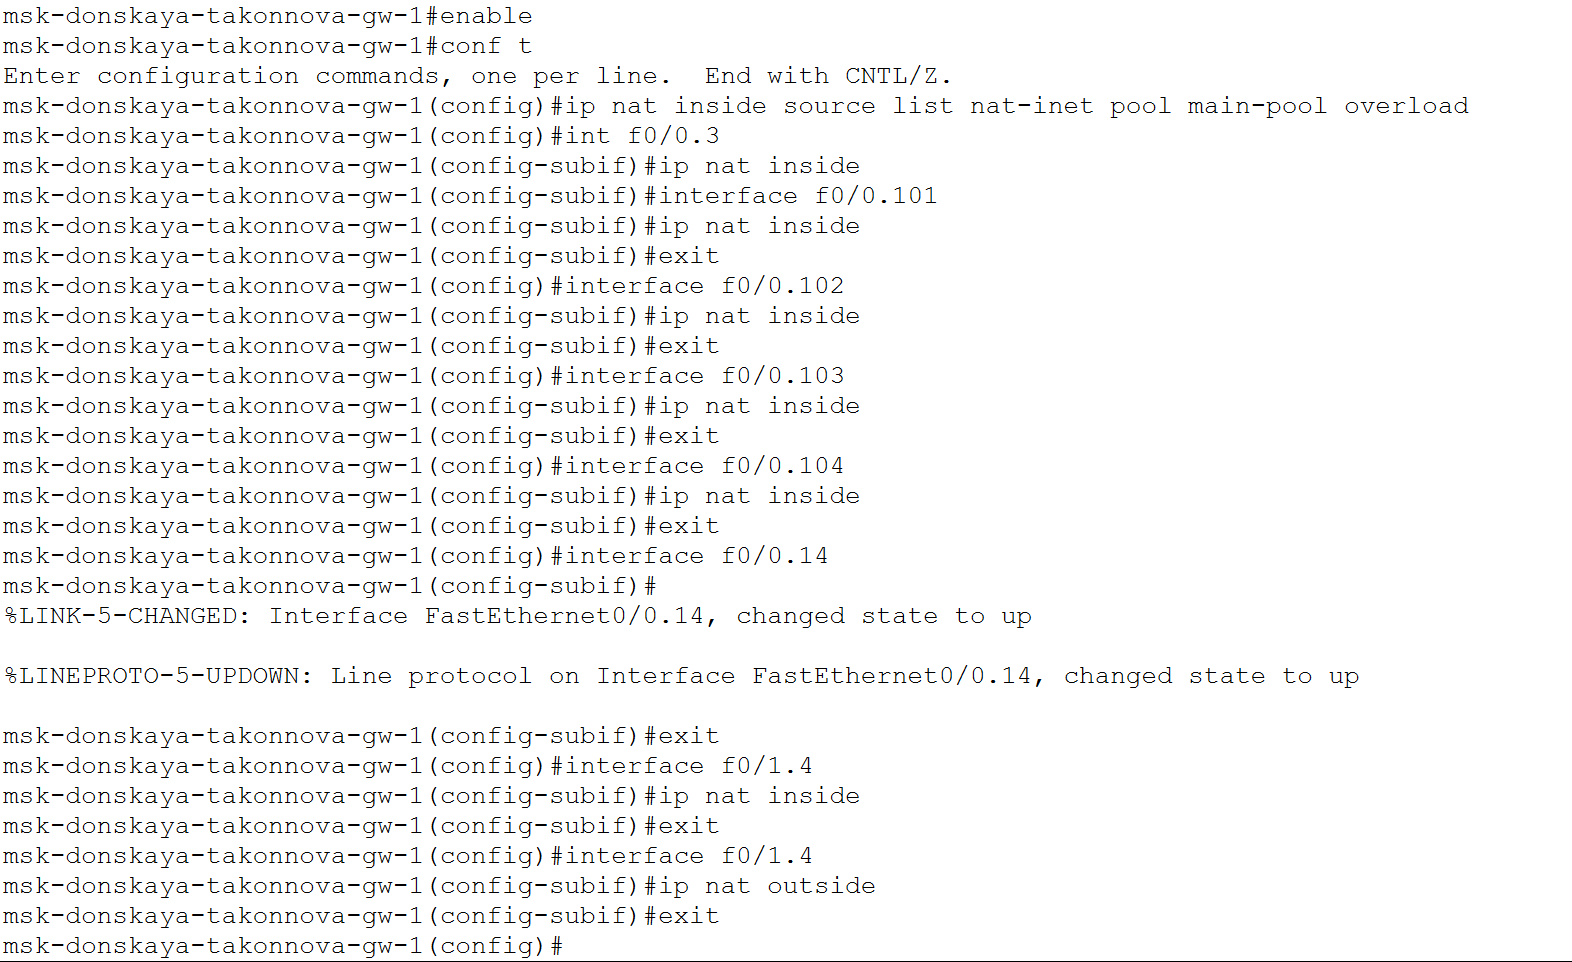 msk-donskaya-takonnova-gw-1#enable
msk-donskaya-takonnova-gw-1#conf t
Enter configuration commands, one per line.  End with CNTL/Z.
msk-donskaya-takonnova-gw-1(config)#ip nat inside source list nat-inet pool main-pool overload
msk-donskaya-takonnova-gw-1(config)#int f0/0.3
msk-donskaya-takonnova-gw-1(config-subif)#ip nat inside
msk-donskaya-takonnova-gw-1(config-subif)#interface f0/0.101
msk-donskaya-takonnova-gw-1(config-subif)#ip nat inside
msk-donskaya-takonnova-gw-1(config-subif)#exit
msk-donskaya-takonnova-gw-1(config)#interface f0/0.102
msk-donskaya-takonnova-gw-1(config-subif)#ip nat inside
msk-donskaya-takonnova-gw-1(config-subif)#exit
msk-donskaya-takonnova-gw-1(config)#interface f0/0.103
msk-donskaya-takonnova-gw-1(config-subif)#ip nat inside
msk-donskaya-takonnova-gw-1(config-subif)#exit
msk-donskaya-takonnova-gw-1(config)#interface f0/0.104
msk-donskaya-takonnova-gw-1(config-subif)#ip nat inside
msk-donskaya-takonnova-gw-1(config-subif)#exit
msk-donskaya-takonnova-gw-1(config)#interface f0/0.14
msk-donskaya-takonnova-gw-1(config-subif)#
%LINK-5-CHANGED: Interface FastEthernet0/0.14, changed state to up
%LINEPROTO-5-UPDOWN: Line protocol on Interface FastEthernet0/0.14, changed state to up
msk-donskaya-takonnova-gw-1(config-subif)#exit
msk-donskaya-takonnova-gw-1(config)#interface f0/1.4
msk-donskaya-takonnova-gw-1(config-subif)#ip nat inside
msk-donskaya-takonnova-gw-1(config-subif)#exit
msk-donskaya-takonnova-gw-1(config)#interface f0/1.4
msk-donskaya-takonnova-gw-1(config-subif)#ip nat outside
msk-donskaya-takonnova-gw-1(config-subif)#exit
msk-donskaya-takonnova-gw-1(config)#